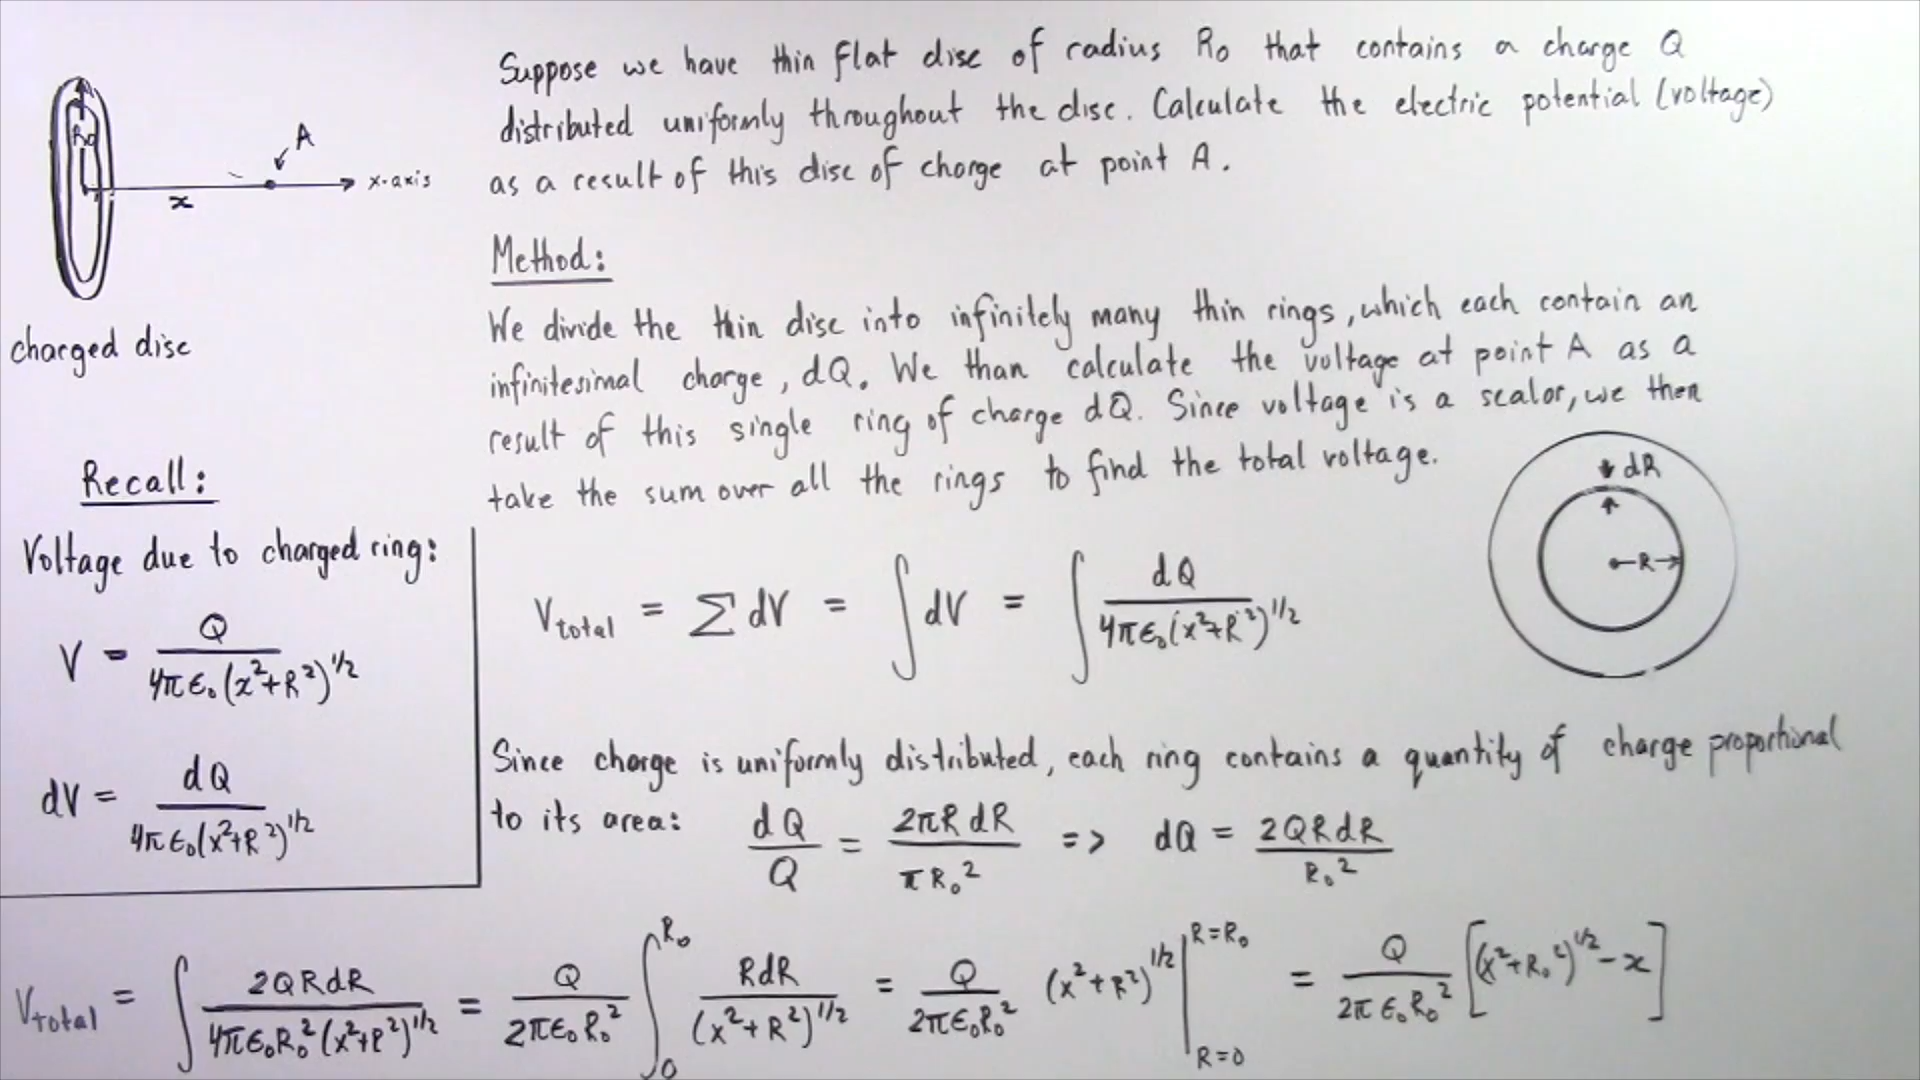 Suppose we have thin flat disc of radius R₀ that contains a charge Q
distributed uniformly throughout the disc. Calculate the electric potential (voltage)
as a result of this disc of charge at point A.
R₀
A
x-axis
x
charged disc
Method:
We divide the thin disc into infinitely many thin rings, which each contain an
infinitesimal charge, dQ. We than calculate the voltage at point A as a
result of this single ring of charge dQ. Since voltage is a scalar, we then
take the sum over all the rings to find the total voltage.
dR
R
Recall:
Voltage due to charged ring:
V = Q / 4πε₀(x²+R²)^1/2
dV = dQ / 4πε₀(x²+R²)^1/2
V_total = Σ dV = ∫ dV = ∫ dQ / 4πε₀(x²+R²)^1/2
Since charge is uniformly distributed, each ring contains a quantity of charge proportional
to its area: dQ/Q = 2πR dR / πR₀² => dQ = 2QRdR / R₀²
V_total = ∫ 2QRdR / 4πε₀R₀²(x²+R²)^1/2 = Q / 2πε₀R₀² ∫₀^R₀ RdR / (x²+R²)^1/2 = Q / 2πε₀R₀² (x²+R²)^1/2 | R=R₀ R=0 = Q / 2πε₀R₀² [(x²+R₀²)^1/2 - x]